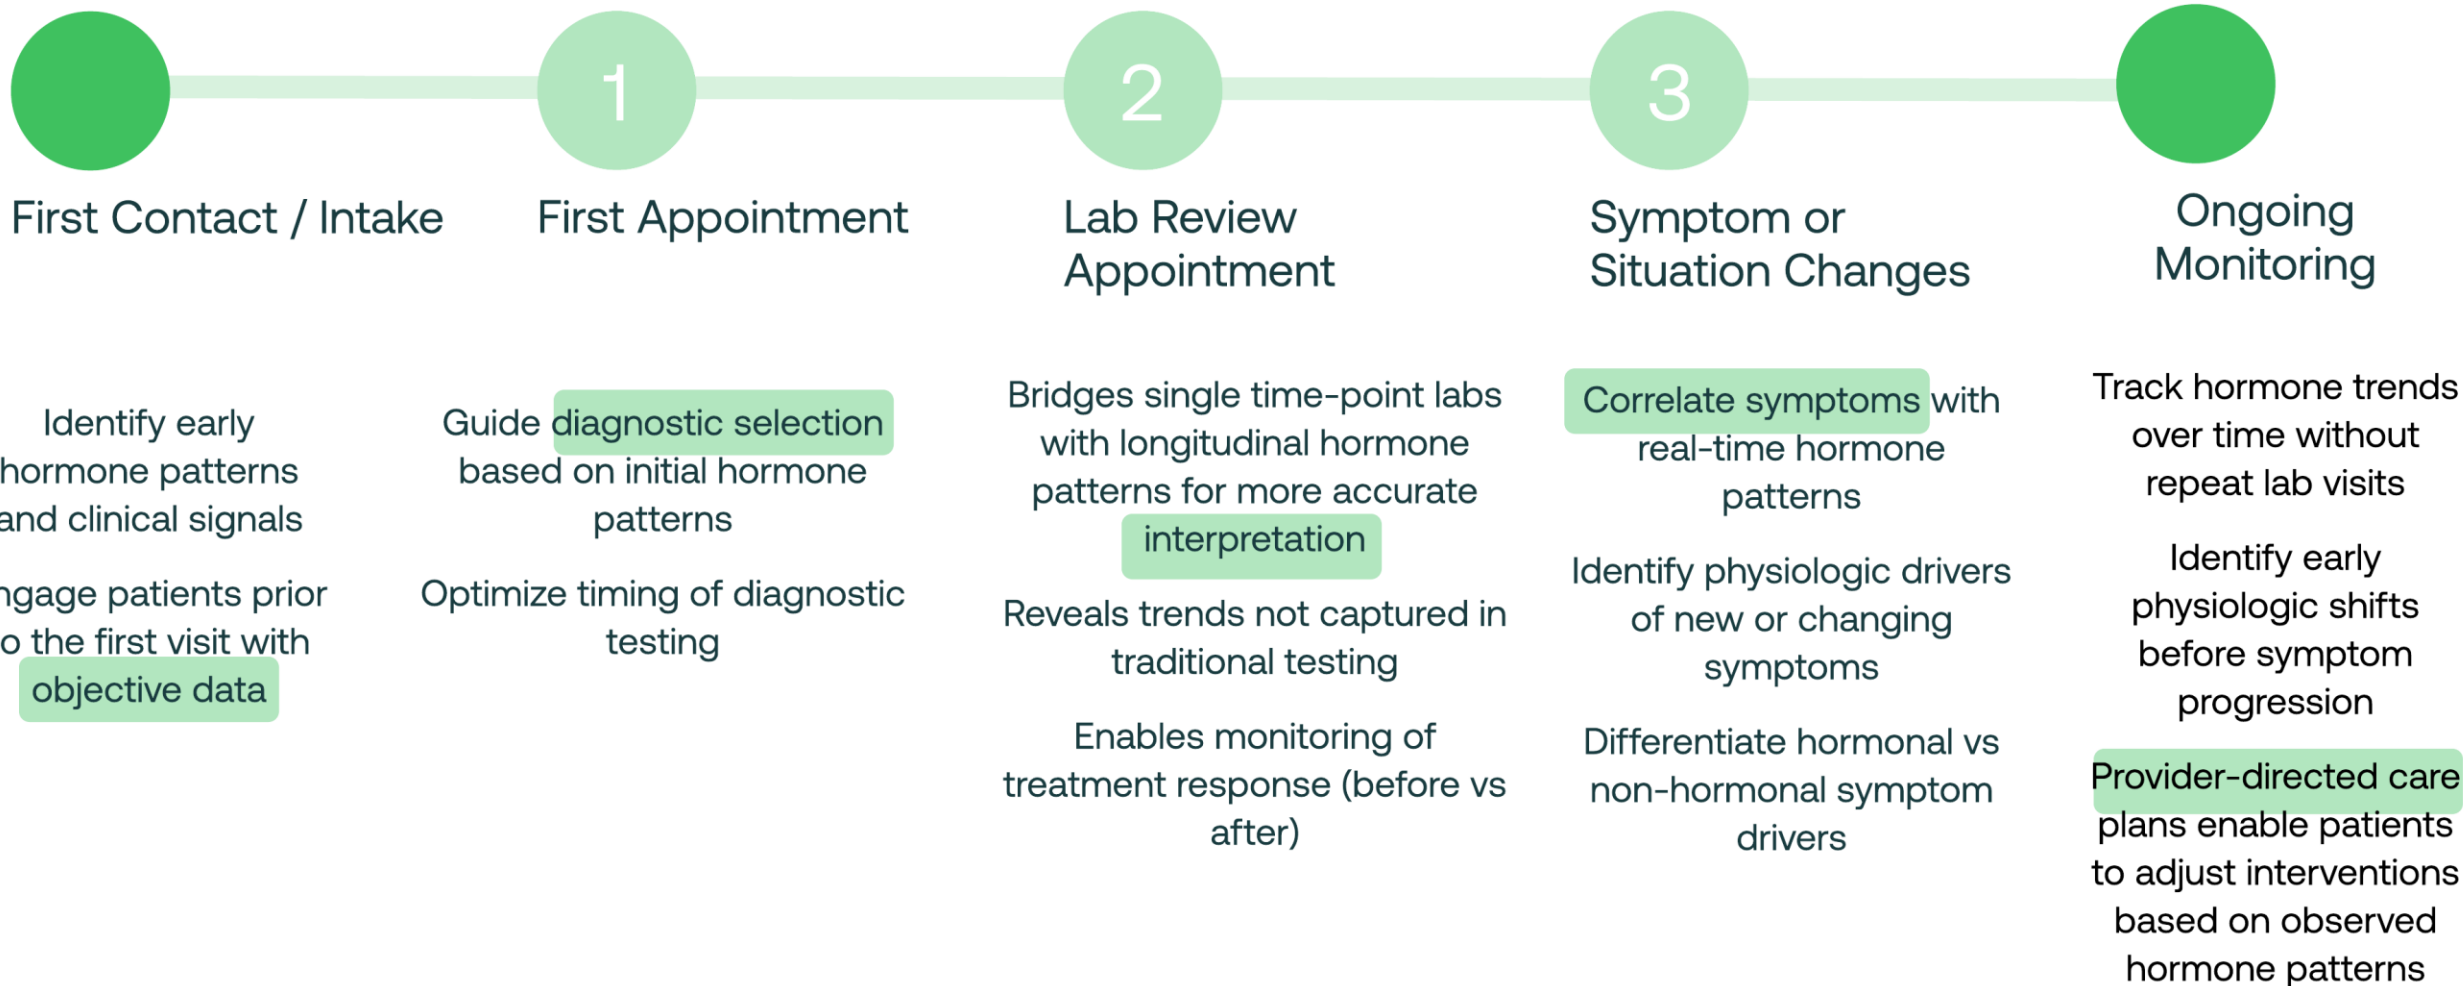 1
2
3
First Contact / Intake
First Appointment
Lab Review
Appointment
Symptom or
Situation Changes
Ongoing
Monitoring
Identify early
hormone patterns
and clinical signals
ngage patients prior
o the first visit with
objective data
Guide diagnostic selection
based on initial hormone
patterns
Optimize timing of diagnostic
testing
Bridges single time-point labs
with longitudinal hormone
patterns for more accurate
interpretation
Reveals trends not captured in
traditional testing
Enables monitoring of
treatment response (before vs
after)
Correlate symptoms with
real-time hormone
patterns
Identify physiologic drivers
of new or changing
symptoms
Differentiate hormonal vs
non-hormonal symptom
drivers
Track hormone trends
over time without
repeat lab visits
Identify early
physiologic shifts
before symptom
progression
Provider-directed care
plans enable patients
to adjust interventions
based on observed
hormone patterns